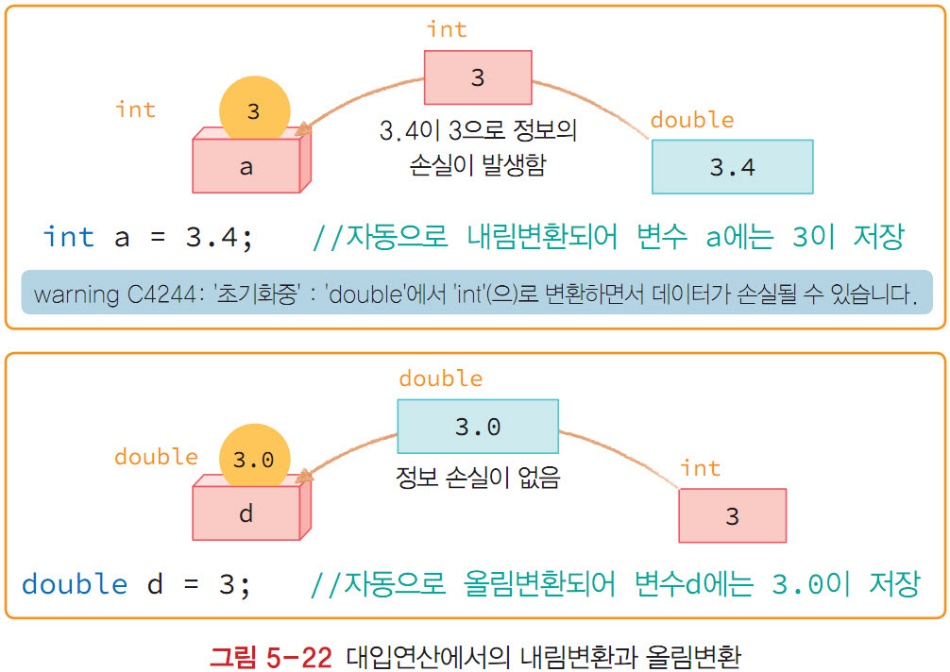 int
3
int
3
a
3.4이 3으로 정보의
손실이 발생함
double
3.4
int a = 3.4; //자동으로 내림변환되어 변수 a에는 3이 저장
warning C4244: '초기화중' : 'double'에서 'int'(으)로 변환하면서 데이터가 손실될 수 있습니다.
double
3.0
double
3.0
d
정보 손실이 없음
int
3
double d = 3; //자동으로 올림변환되어 변수d에는 3.0이 저장
그림 5-22 대입연산에서의 내림변환과 올림변환